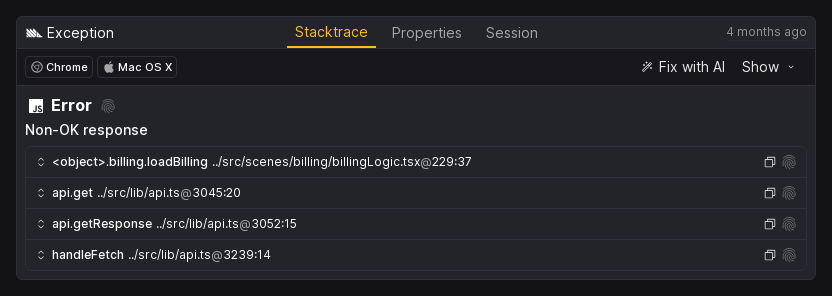 Exception Stacktrace Properties Session 4 months ago
Chrome Mac OS X Fix with AI Show
JS Error
Non-OK response
<object>.billing.loadBilling ../src/scenes/billing/billingLogic.tsx@229:37
api.get ../src/lib/api.ts@3045:20
api.getResponse ../src/lib/api.ts@3052:15
handleFetch ../src/lib/api.ts@3239:14